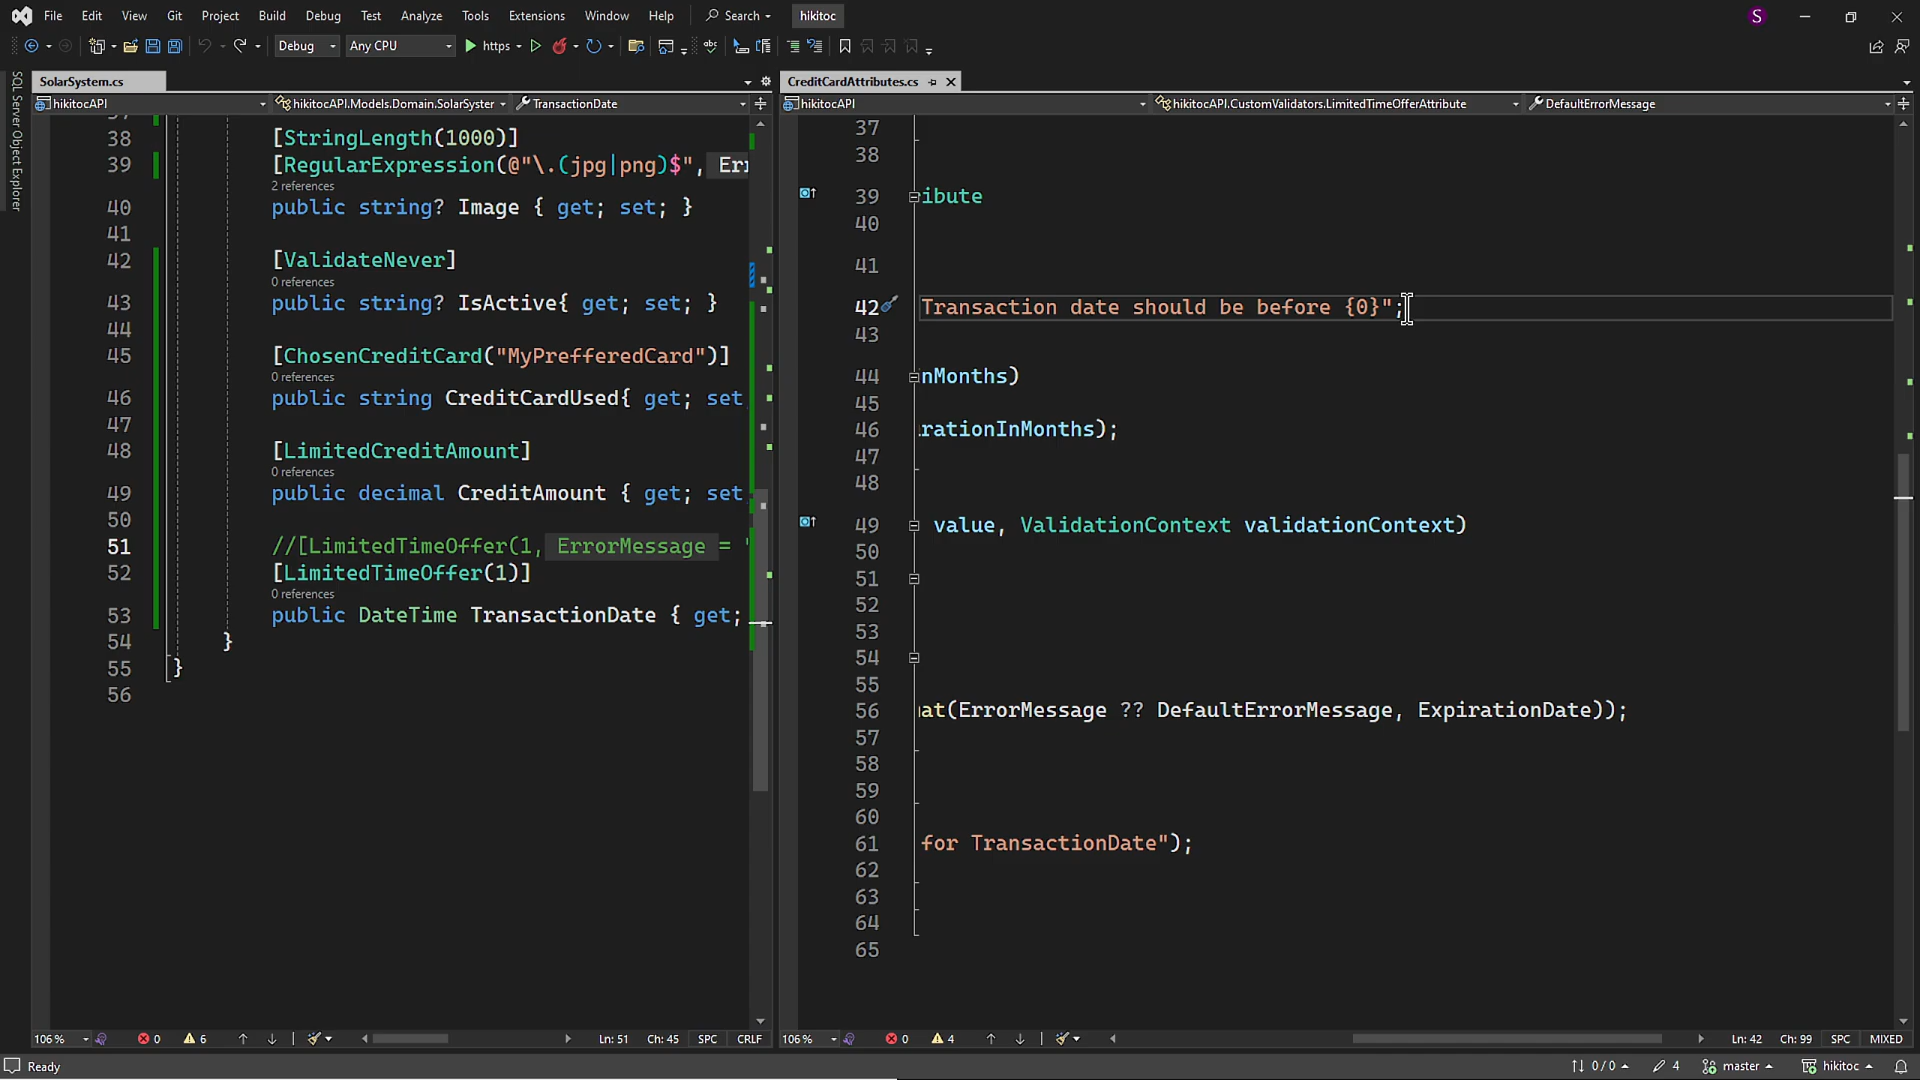 File Edit View Git Project Build Debug Test Analyze Tools Extensions Window Help Search hikitoc S
Debug Any CPU https
SQL Server Object Explorer
SolarSystem.cs
hikitocAPI hikitocAPI.Models.Domain.SolarSyster TransactionDate
38 [StringLength(1000)]
39 [RegularExpression(@"\.(jpg|png)$", Err
2 references
40 public string? Image { get; set; }
41
42 [ValidateNever]
0 references
43 public string? IsActive{ get; set; }
44
45 [ChosenCreditCard("MyPrefferedCard")]
0 references
46 public string CreditCardUsed{ get; set
47
48 [LimitedCreditAmount]
0 references
49 public decimal CreditAmount { get; set
50
51 //[LimitedTimeOffer(1, ErrorMessage = "
52 [LimitedTimeOffer(1)]
0 references
53 public DateTime TransactionDate { get;
54 }
55 }
56
106 % 0 6 Ln: 51 Ch: 45 SPC CRLF
CreditCardAttributes.cs
hikitocAPI hikitocAPI.CustomValidators.LimitedTimeOfferAttribute DefaultErrorMessage
37
38
39 ibute
40
41
42 Transaction date should be before {0}";
43
44 nMonths)
45
46 rationInMonths);
47
48
49 value, ValidationContext validationContext)
50
51
52
53
54
55
56 at(ErrorMessage ?? DefaultErrorMessage, ExpirationDate));
57
58
59
60
61 for TransactionDate");
62
63
64
65
106 % 0 4 Ln: 42 Ch: 99 SPC MIXED
Ready 0 / 0 4 master hikitoc